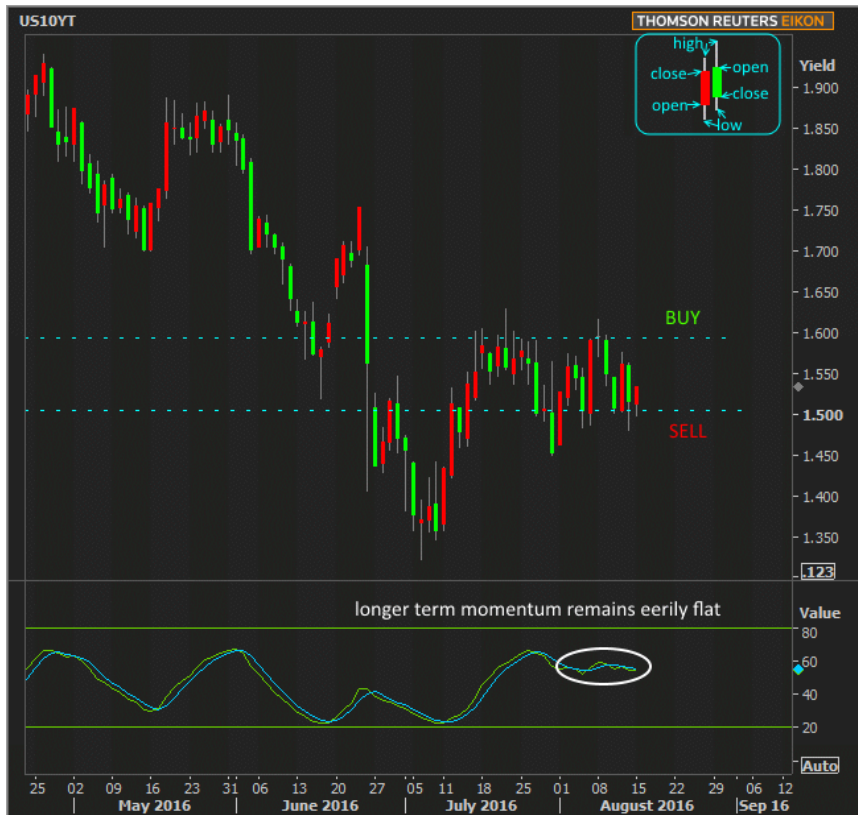 US10YT
THOMSON REUTERS EIKON
high
close
open
open
close
low
Yield
1.900
1.850
1.800
1.750
1.700
1.650
1.600
1.550
1.500
1.450
1.400
1.350
.123
BUY
SELL
longer term momentum remains eerily flat
Value
80
60
40
20
Auto
25 02 09 16 23 31 06 13 20 27 05 11 18 25 01 08 15 22 29 06 12
May 2016 June 2016 July 2016 August 2016 Sep 16